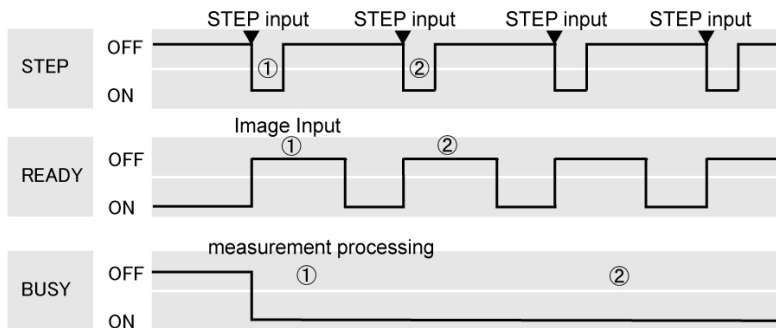 STEP input STEP input STEP input STEP input
OFF
STEP
① ②
ON
Image Input
① ②
OFF
READY
ON
measurement processing
OFF
① ②
BUSY
ON